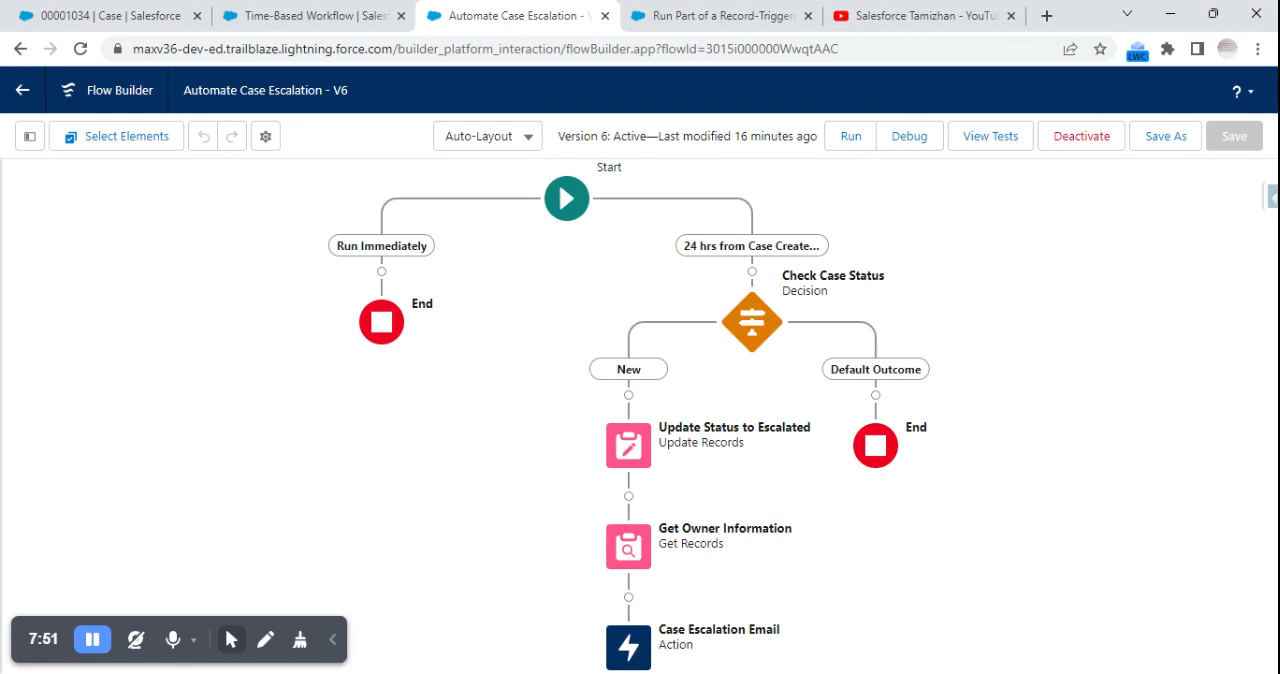 00001034 | Case | Salesforce
Time-Based Workflow | Sales
Automate Case Escalation -
Run Part of a Record-Trigger
Salesforce Tamizhan - YouTu
maxv36-dev-ed.trailblaze.lightning.force.com/builder_platform_interaction/flowBuilder.app?flowId=3015i000000WwqtAAC
LWC
Flow Builder
Automate Case Escalation - V6
?
Select Elements
Auto-Layout
Version 6: Active—Last modified 16 minutes ago
Run
Debug
View Tests
Deactivate
Save As
Save
Start
Run Immediately
24 hrs from Case Create...
End
Check Case Status
Decision
New
Default Outcome
Update Status to Escalated
Update Records
End
Get Owner Information
Get Records
Case Escalation Email
Action
7:51